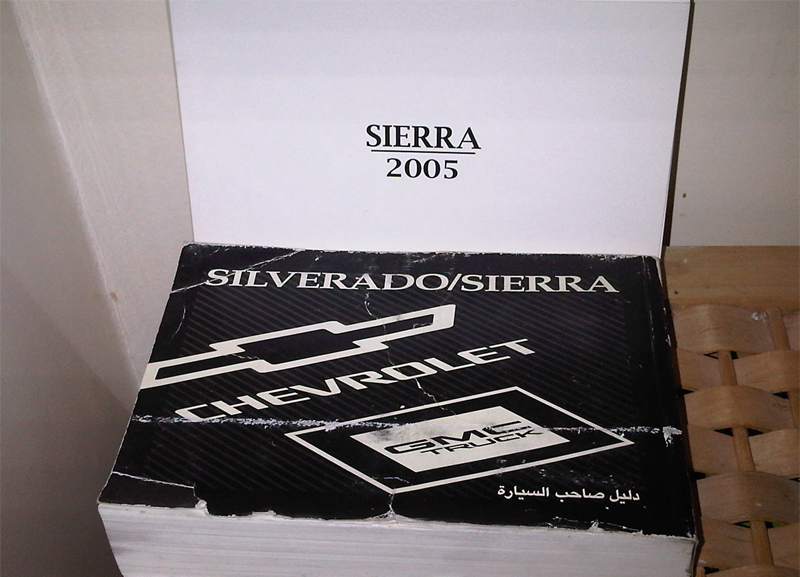 SIERRA
2005
SILVERADO/SIERRA
CHEVROLET
GMC
TRUCK
دليل صاحب السيارة